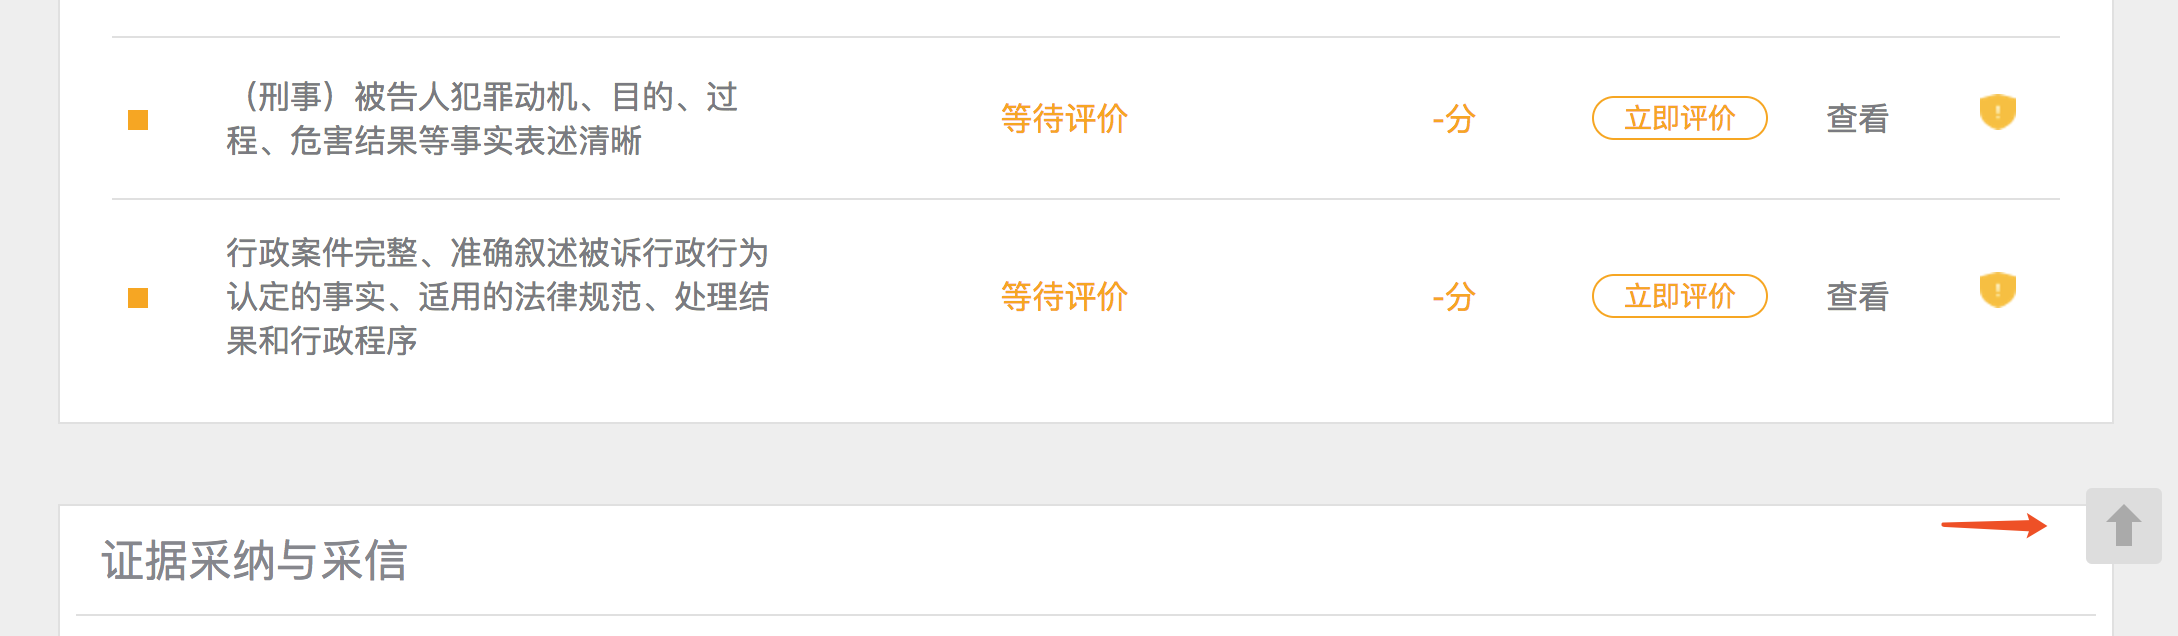 （刑事）被告人犯罪动机、目的、过
程、危害结果等事实表述清晰
等待评价
-分
立即评价
查看
行政案件完整、准确叙述被诉行政行为
认定的事实、适用的法律规范、处理结
果和行政程序
等待评价
-分
立即评价
查看
证据采纳与采信